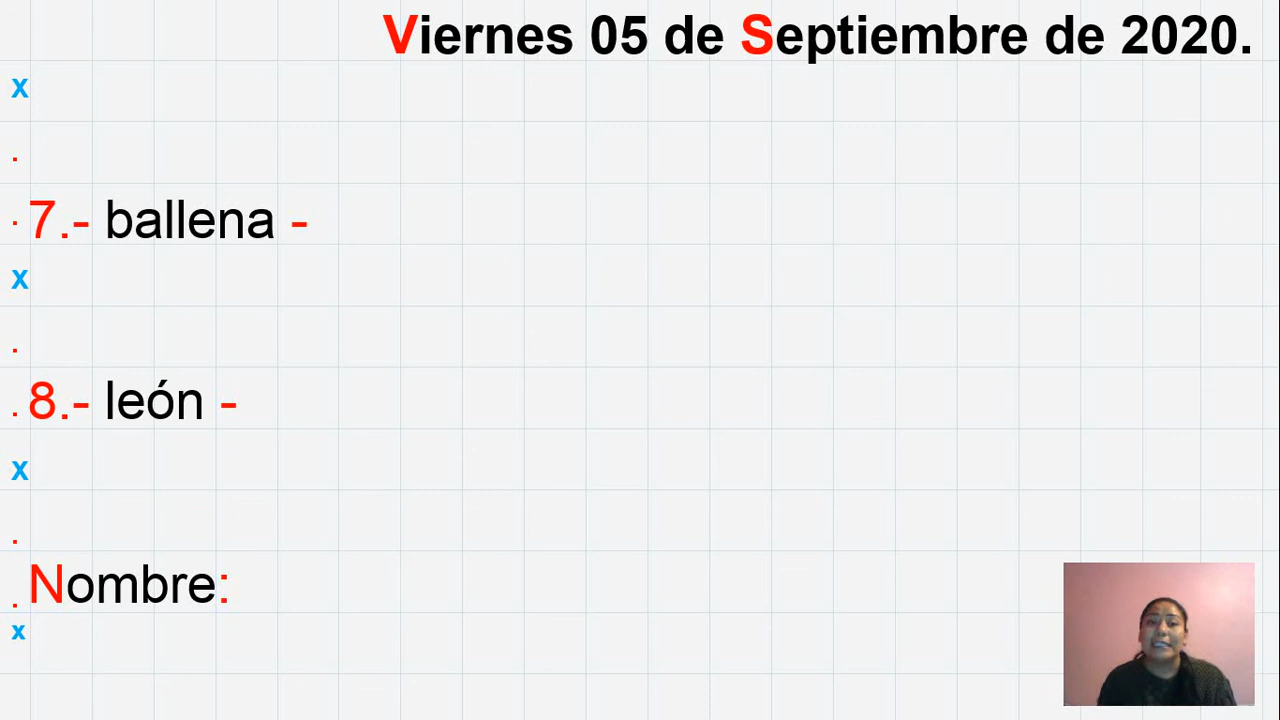 Viernes 05 de Septiembre de 2020.
x
.
. 7.- ballena -
x
.
. 8.- león -
x
.
. Nombre:
x